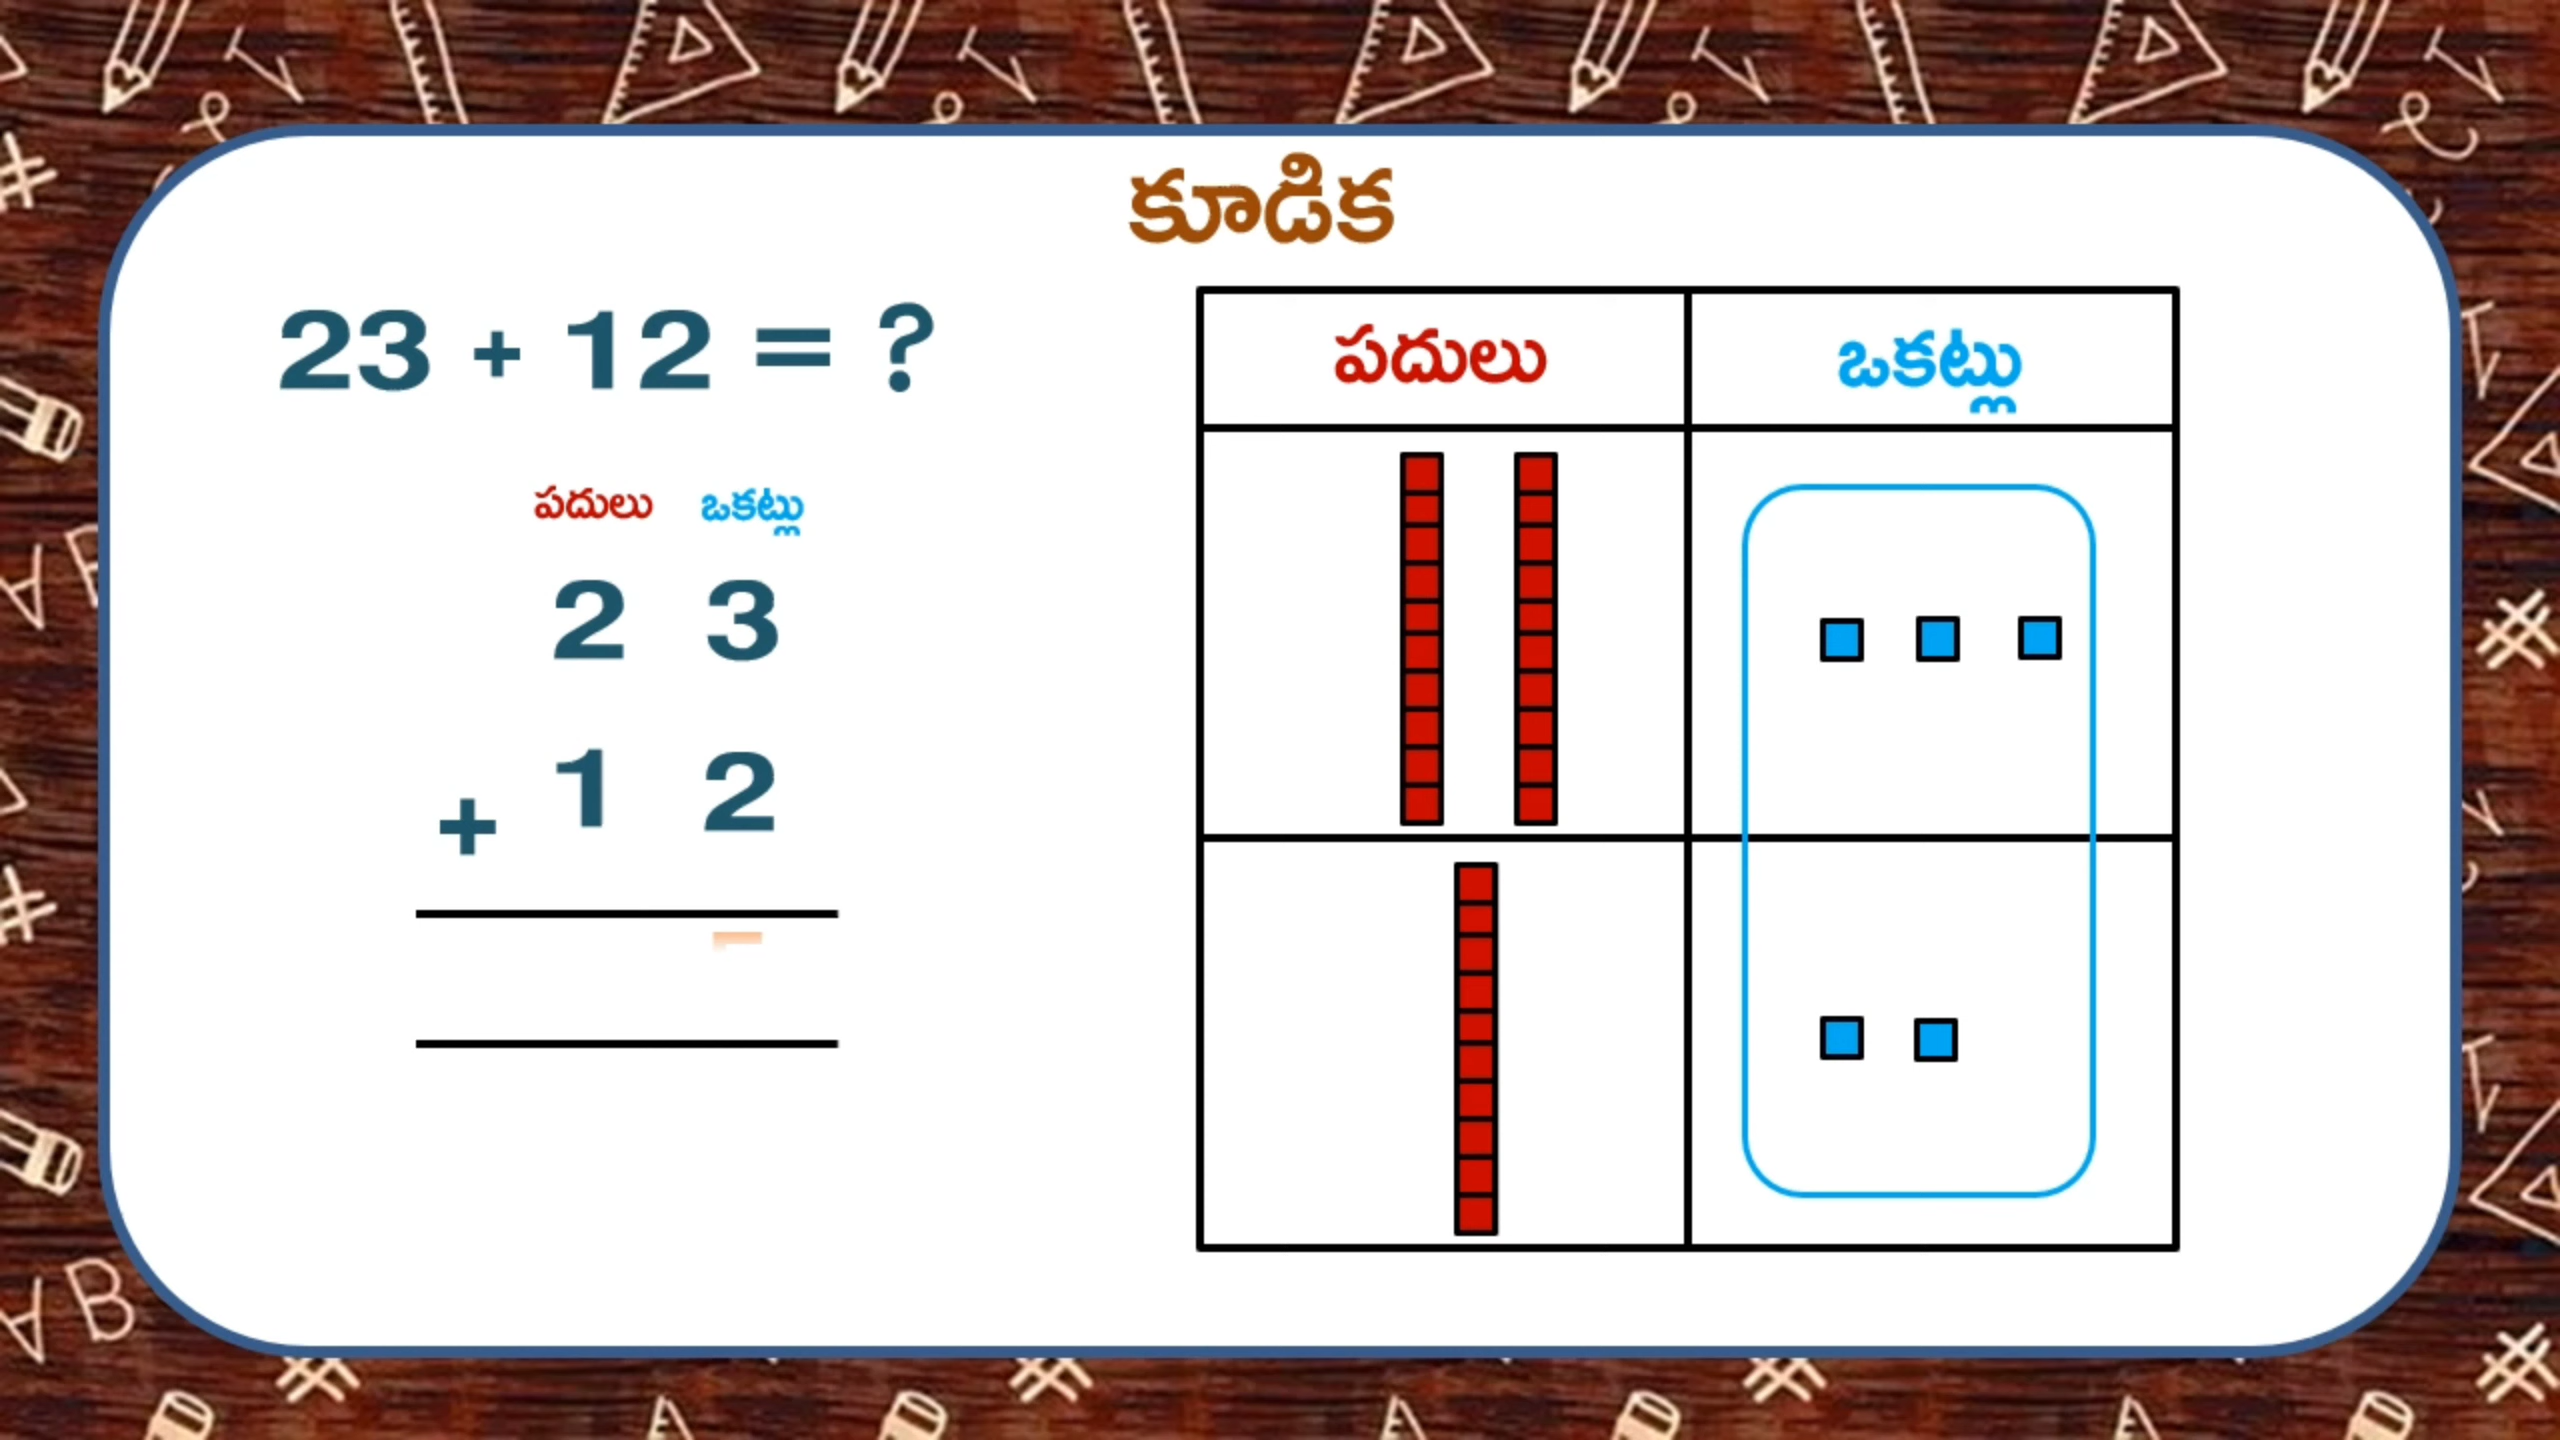 కూడిక
23 + 12 = ?
పదులు ఒకట్లు
2 3
+ 1 2
పదులు ఒకట్లు